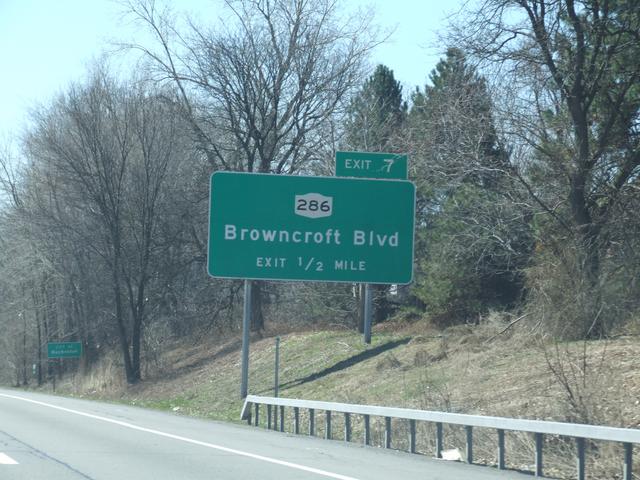 EXIT 7
286
Browncroft Blvd
EXIT 1/2 MILE